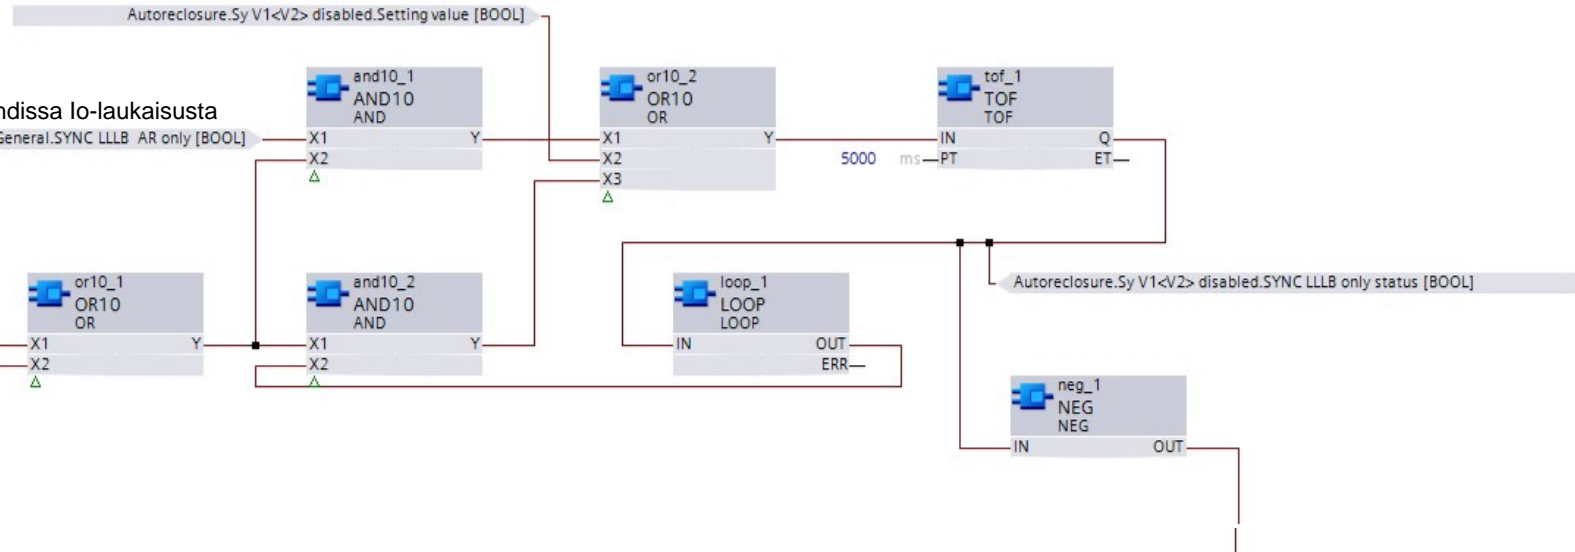 Autoreclosure.Sy V1<V2> disabled.Setting value [BOOL]
Io-laukaisusta
SYNC LLLB AR only [BOOL]
and10_1
AND10
AND
X1 Y
X2
or10_2
OR10
OR
X1 Y
X2
X3
tof_1
TOF
TOF
IN Q
5000 ms PT ET
or10_1
OR10
OR
X1 Y
X2
and10_2
AND10
AND
X1 Y
X2
loop_1
LOOP
LOOP
IN OUT
ERR
Autoreclosure.Sy V1<V2> disabled.SYNC LLLB only status [BOOL]
neg_1
NEG
NEG
IN OUT